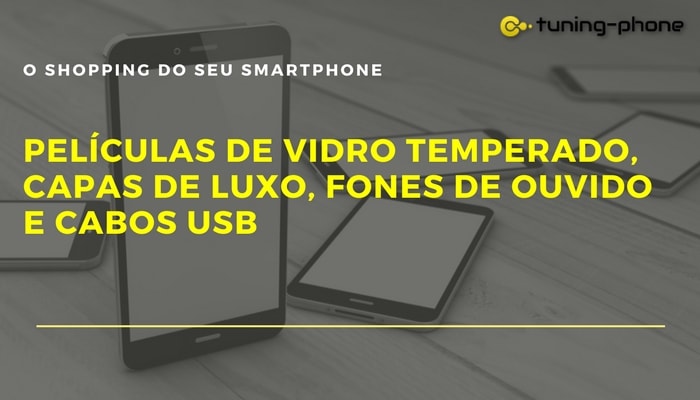 tuning-phone
O SHOPPING DO SEU SMARTPHONE
PELÍCULAS DE VIDRO TEMPERADO,
CAPAS DE LUXO, FONES DE OUVIDO
E CABOS USB